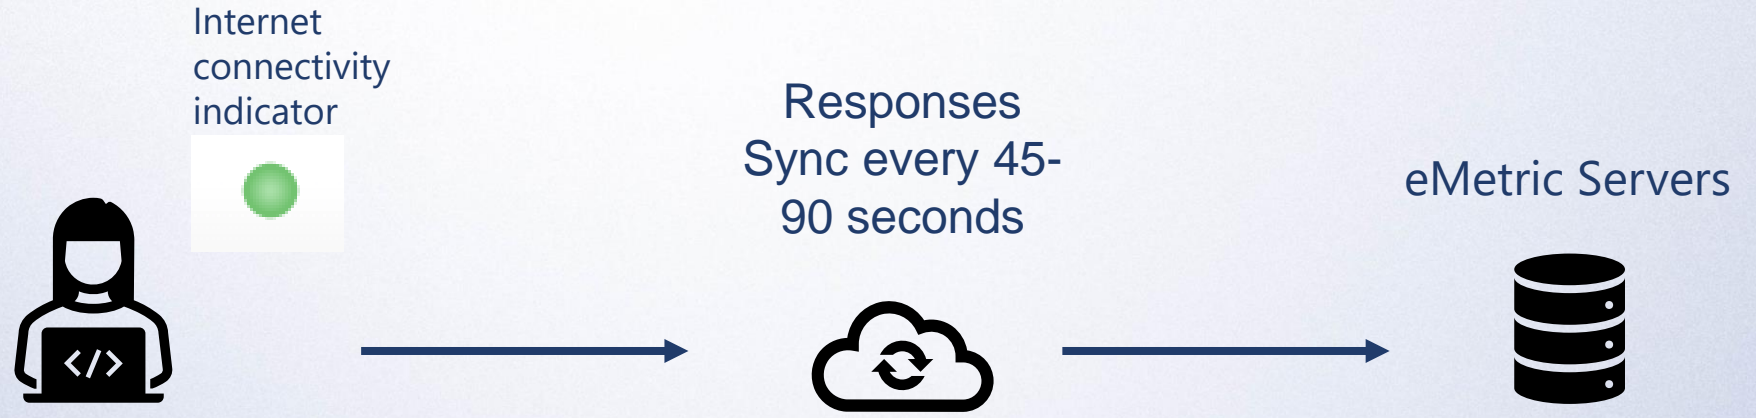 Internet
connectivity
indicator
Responses
Sync every 45-
90 seconds
eMetric Servers
</>